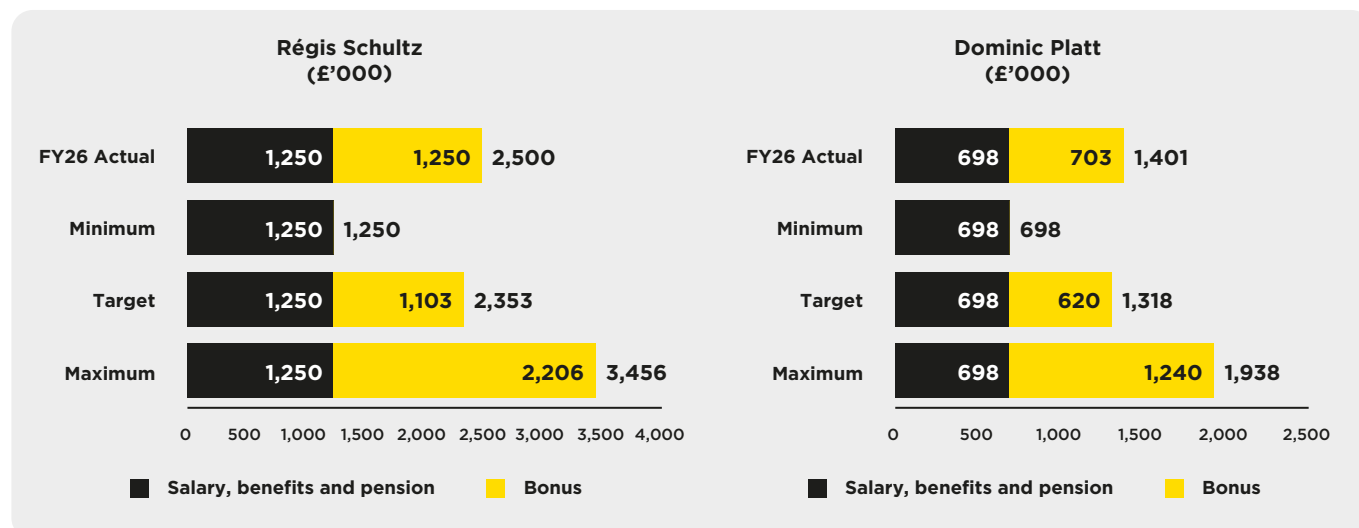 Régis Schultz
(£’000)
FY26 Actual 1,250 1,250 2,500
Minimum 1,250 1,250
Target 1,250 1,103 2,353
Maximum 1,250 2,206 3,456
0 500 1,000 1,500 2,000 2,500 3,000 3,500 4,000
Salary, benefits and pension Bonus
Dominic Platt
(£’000)
FY26 Actual 698 703 1,401
Minimum 698 698
Target 698 620 1,318
Maximum 698 1,240 1,938
0 500 1,000 1,500 2,000 2,500
Salary, benefits and pension Bonus